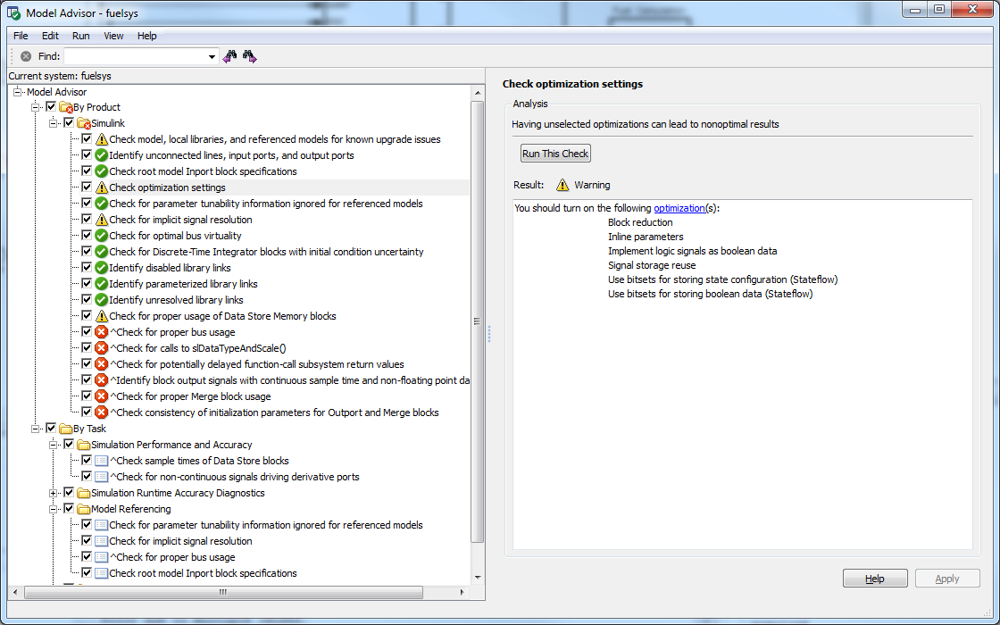 Model Advisor - fuelsys
File Edit Run View Help
Find:
Current system: fuelsys
Model Advisor
By Product
Simulink
Check model, local libraries, and referenced models for known upgrade issues
Identify unconnected lines, input ports, and output ports
Check root model Inport block specifications
Check optimization settings
Check for parameter tunability information ignored for referenced models
Check for implicit signal resolution
Check for optimal bus virtuality
Check for Discrete-Time Integrator blocks with initial condition uncertainty
Identify disabled library links
Identify parameterized library links
Identify unresolved library links
Check for proper usage of Data Store Memory blocks
^Check for proper bus usage
^Check for calls to slDataTypeAndScale()
^Check for potentially delayed function-call subsystem return values
^Identify block output signals with continuous sample time and non-floating point da
^Check for proper Merge block usage
^Check consistency of initialization parameters for Outport and Merge blocks
By Task
Simulation Performance and Accuracy
^Check sample times of Data Store blocks
^Check for non-continuous signals driving derivative ports
Simulation Runtime Accuracy Diagnostics
Model Referencing
Check for parameter tunability information ignored for referenced models
Check for implicit signal resolution
^Check for proper bus usage
Check root model Inport block specifications
Check optimization settings
Analysis
Having unselected optimizations can lead to nonoptimal results
Run This Check
Result: Warning
You should turn on the following optimization(s):
Block reduction
Inline parameters
Implement logic signals as boolean data
Signal storage reuse
Use bitsets for storing state configuration (Stateflow)
Use bitsets for storing boolean data (Stateflow)
Help Apply